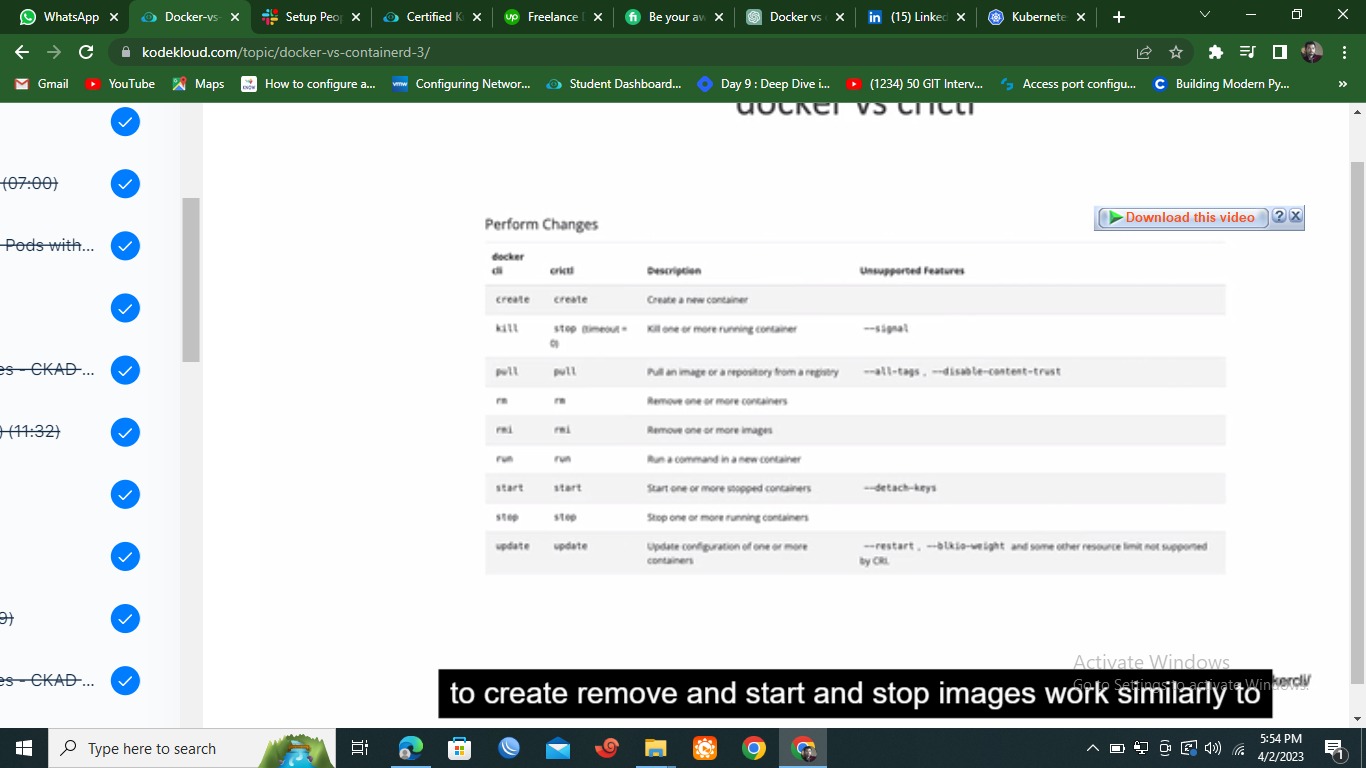 WhatsApp
Docker-vs-
Setup Peo
Certified K
Freelance
Be your ow
Docker vs
(15) Linked
Kubernete
kodekloud.com/topic/docker-vs-containerd-3/
Gmail
YouTube
Maps
How to configure a...
Configuring Networ...
Student Dashboard...
Day 9 : Deep Dive i...
(1234) 50 GIT Interv...
Access port configu...
Building Modern Py...
»
docker vs crictl
(07:00)
Pods with...
es - CKAD ...
) (11:32)
9)
es - CKAD ...
Download this video
Perform Changes
docker cli crictl Description Unsupported Features
create create Create a new container
kill stop (timeout = 0) Kill one or more running container --signal
pull pull Pull an image or a repository from a registry --all-tags , --disable-content-trust
rm rm Remove one or more containers
rmi rmi Remove one or more images
run run Run a command in a new container
start start Start one or more stopped containers --detach-keys
stop stop Stop one or more running containers
update update Update configuration of one or more containers --restart , --blkio-weight and some other resource limit not supported by CRI.
Activate Windows
Go to Settings to activate Windows.
kercli/
to create remove and start and stop images work similarly to
Type here to search
5:54 PM
4/2/2023
1